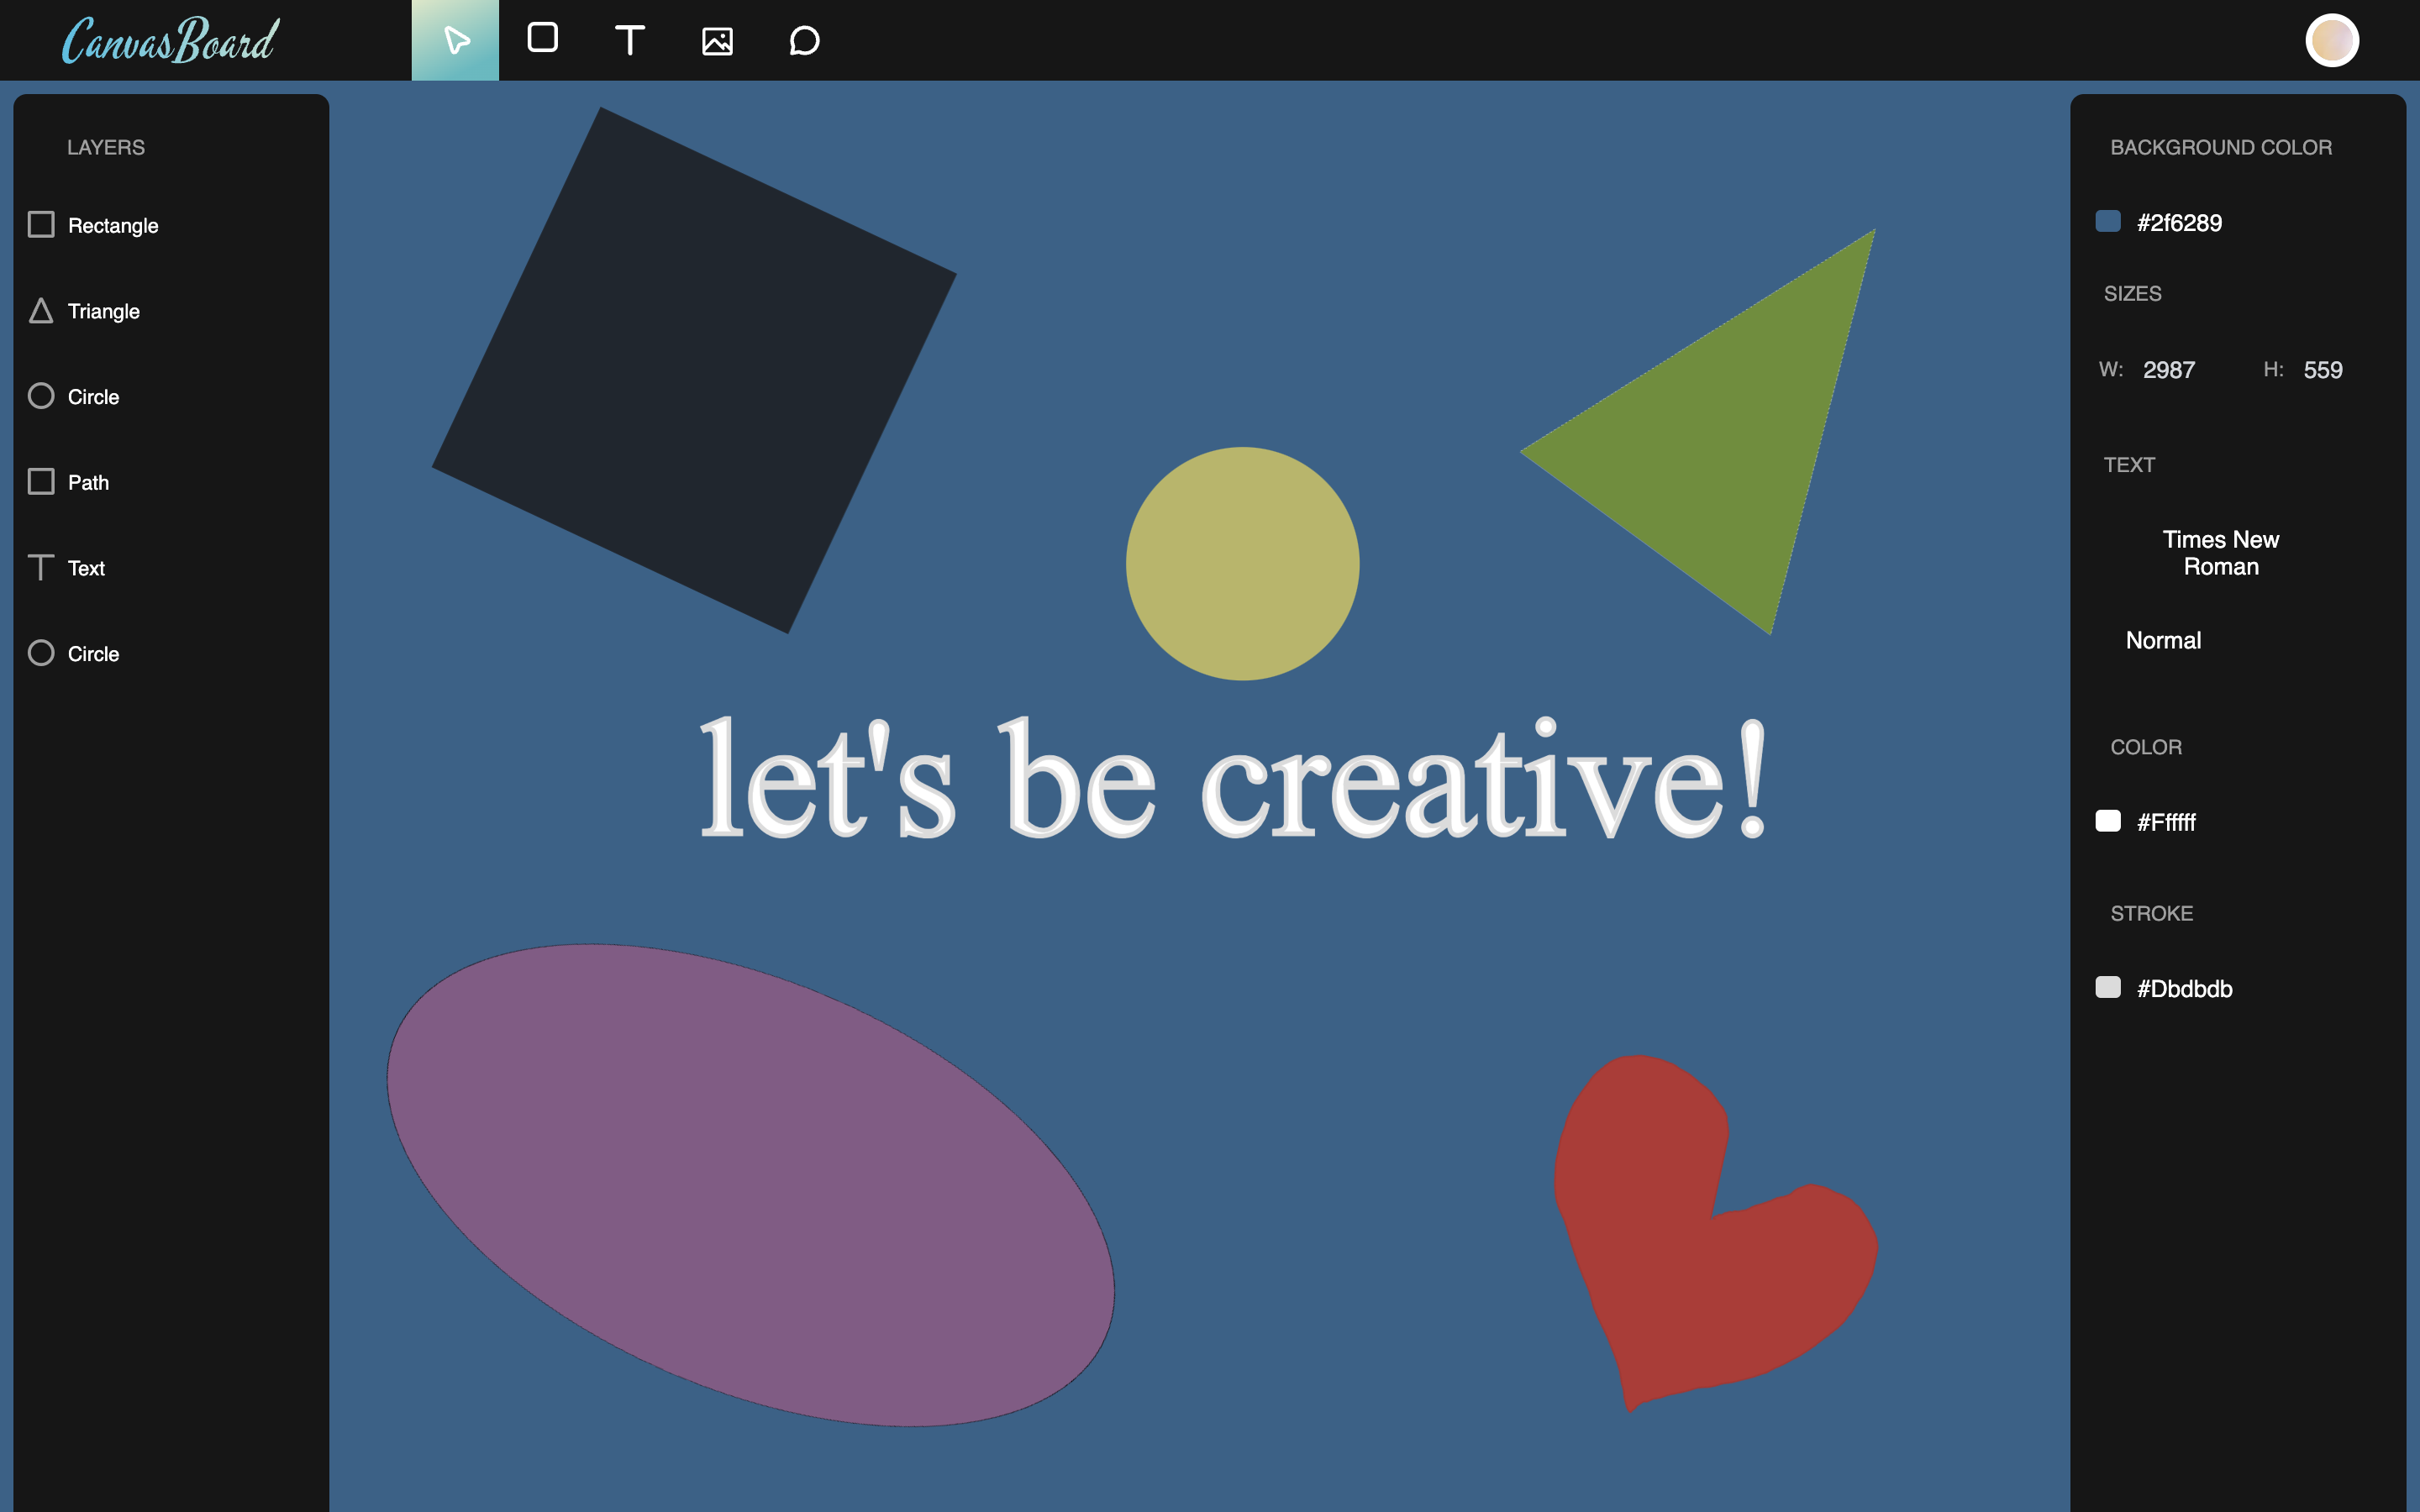 CanvasBoard
LAYERS
Rectangle
Triangle
Circle
Path
Text
Circle
let's be creative!
BACKGROUND COLOR
#2f6289
SIZES
W: 2987 H: 559
TEXT
Times New
Roman
Normal
COLOR
#Ffffff
STROKE
#Dbdbdb